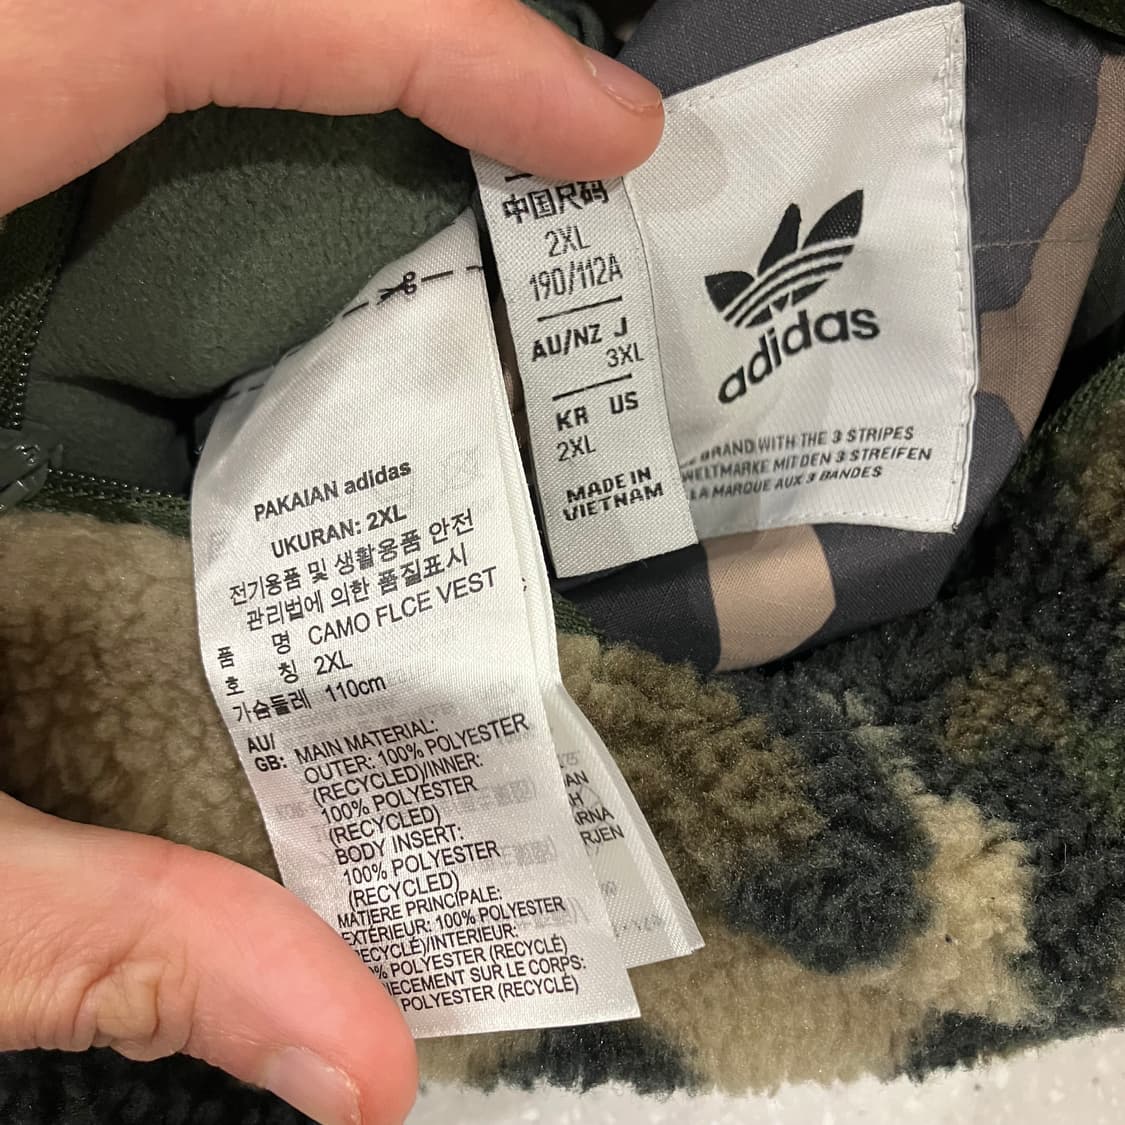 中国尺码
2XL
190/112A
AU/NZ J
3XL
KR US
2XL
MADE IN
VIETNAM
adidas
BRAND WITH THE 3 STRIPES
WELTMARKE MIT DEN 3 STREIFEN
LA MARQUE AUX 3 BANDES
PAKAIAN adidas
UKURAN: 2XL
전기용품 및 생활용품 안전
관리법에 의한 품질표시
품 명 CAMO FLCE VEST
호 칭 2XL
가슴둘레 110cm
AU/
GB: MAIN MATERIAL:
OUTER: 100% POLYESTER
(RECYCLED)/INNER:
100% POLYESTER
(RECYCLED)
BODY INSERT:
100% POLYESTER
(RECYCLED)
MATIÈRE PRINCIPALE:
EXTÉRIEUR: 100% POLYESTER
RECYCLÉ)/INTERIEUR:
% POLYESTER (RECYCLÉ)
IECEMENT SUR LE CORPS:
POLYESTER (RECYCLÉ)